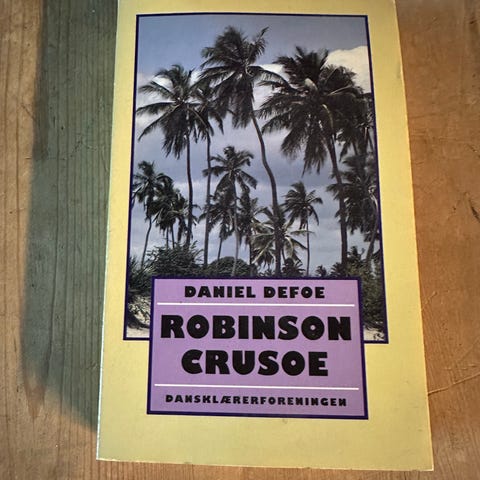 DANIEL DEFOE
ROBINSON
CRUSOE
DANSKLÆRERFORENINGEN